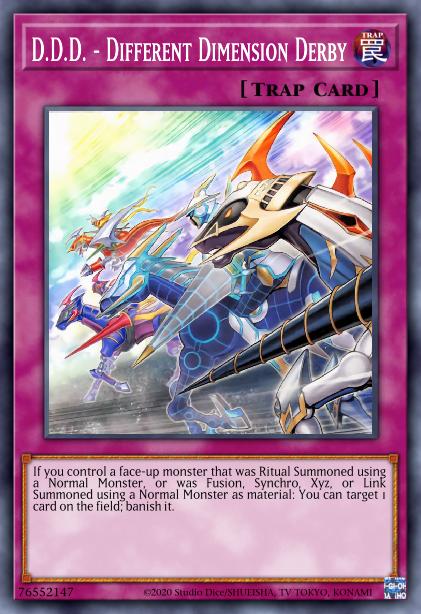 D.D.D. - Different Dimension Derby
TRAP
罠
[Trap Card]
If you control a face-up monster that was Ritual Summoned using
a Normal Monster, or was Fusion, Synchro, Xyz, or Link
Summoned using a Normal Monster as material: You can target 1
card on the field; banish it.
76552147
©2020 Studio Dice/SHUEISHA, TV TOKYO, KONAMI